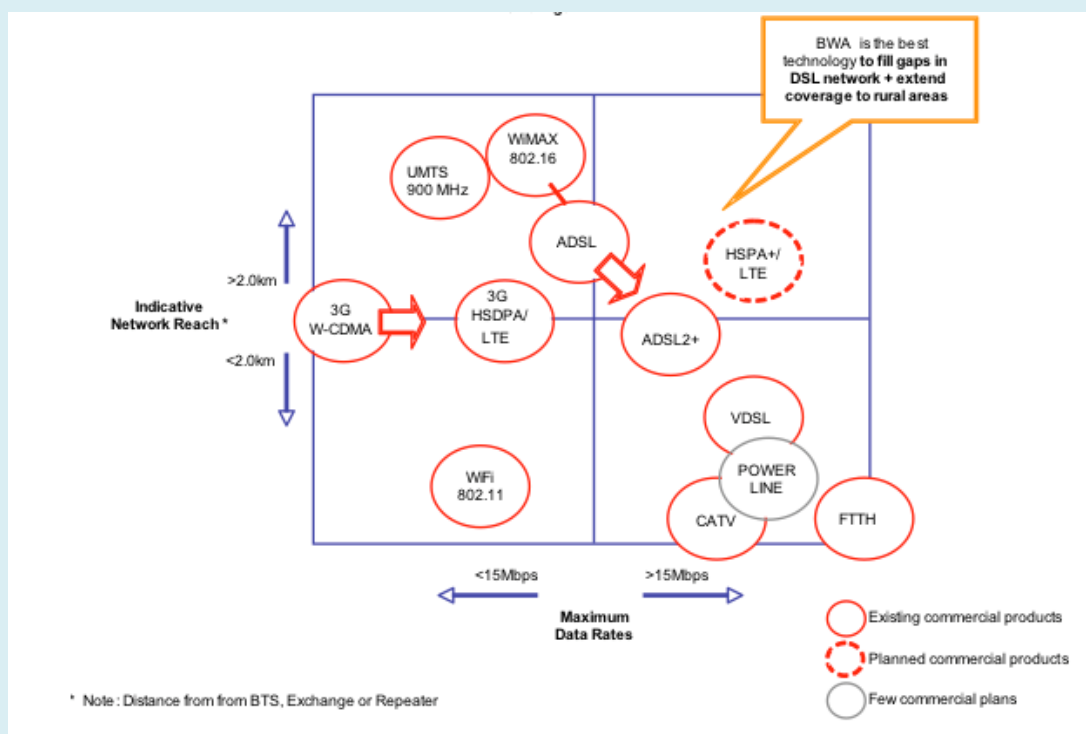 BWA is the best
technology to fill gaps in
DSL network + extend
coverage to rural areas
WiMAX
802.16
UMTS
900 MHz
ADSL
HSPA+/
LTE
>2.0km
Indicative
Network Reach *
<2.0km
3G
W-CDMA
3G
HSDPA/
LTE
ADSL2+
VDSL
WiFi
802.11
POWER
LINE
CATV
FTTH
<15Mbps
>15Mbps
Maximum
Data Rates
Existing commercial products
Planned commercial products
Few commercial plans
* Note : Distance from from BTS, Exchange or Repeater